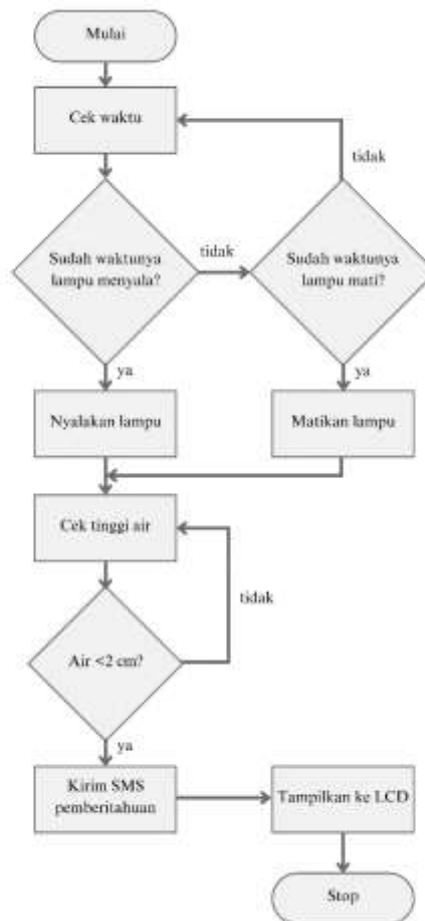 Mulai
Cek waktu
tidak
Sudah waktunya
lampu menyala?
tidak
Sudah waktunya
lampu mati?
ya
ya
Nyalakan lampu
Matikan lampu
Cek tinggi air
tidak
Air <2 cm?
ya
Kirim SMS
pemberitahuan
Tampilkan ke LCD
Stop